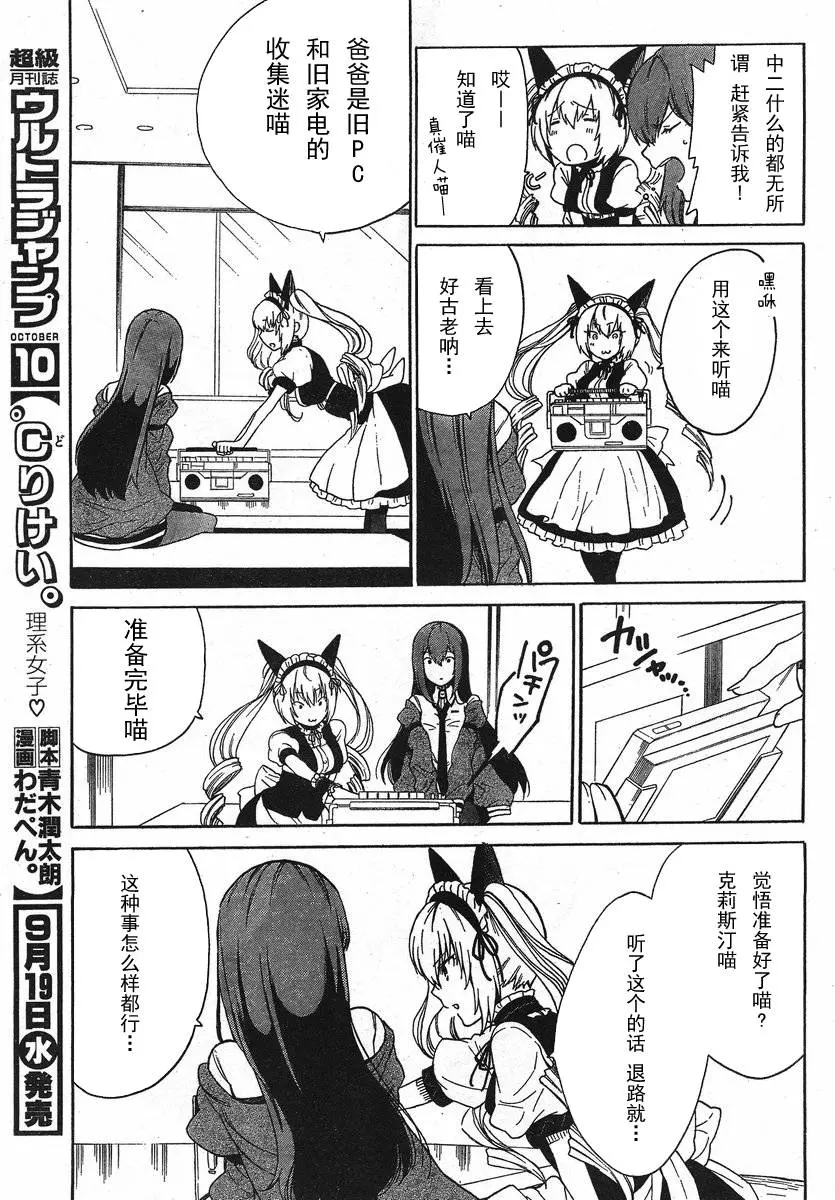 中二什么的都无所
谓 赶紧告诉我！
哎——
知道了喵
真催
人喵—
嘿咻
用这个来听喵
看上去
好古老呐…
爸爸是旧PC
和旧家电的
收集迷喵
ガシャ…
パチンッ
准备
完毕喵
觉悟准备好了喵？
克莉斯汀喵
听了这个的话 退路就…
这种事怎么样都行…
超級
月刊誌
ウルトラジャンプ
OCTOBER
10
【。Cりけい。
ど
理系女子♡
脚本青木潤太朗
漫画わだぺん。】
9月19日水発売